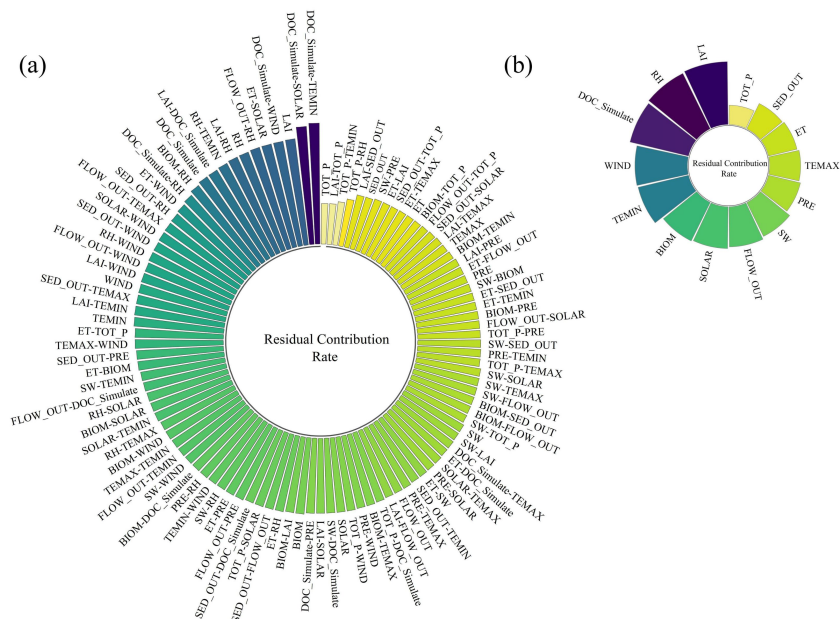 (a)
TOT_P
LAI-TOT_P
TOT_P-TEMIN
TOT_P-RH
LAI-SED_OUT
SED_OUT
SW-PRE
ET-LAI
SED_OUT-TOT_P
ET-TEMAX
BIOM-TOT_P
FLOW_OUT-TOT_P
SED_OUT-SOLAR
LAI-TEMAX
TEMAX
BIOM-TEMIN
LAI-PRE
ET-FLOW_OUT
PRE
SW-BIOM
ET-SED_OUT
ET-TEMIN
BIOM-PRE
FLOW_OUT-SOLAR
TOT_P-PRE
SW-SED_OUT
PRE-TEMIN
TOT_P-TEMAX
SW-SOLAR
SW-TEMAX
SW-FLOW_OUT
BIOM-SED_OUT
BIOM-FLOW_OUT
SW-TOT_P
SW
SW-LAI
DOC_Simulate-TEMAX
ET-DOC_Simulate
SOLAR-TEMAX
PRE-SOLAR
ET-SW
SED_OUT-TEMIN
PRE-TEMAX
FLOW_OUT
LAI-FLOW_OUT
BIOM-TEMAX
TOT_P-DOC_Simulate
PRE-WIND
TOT_P-WIND
SOLAR
SW-DOC_Simulate
LAI-SOLAR
DOC_Simulate-PRE
BIOM
BIOM-LAI
ET-RH
SED_OUT-FLOW_OUT
TOT_P-SOLAR
SED_OUT-DOC_Simulate
FLOW_OUT-PRE
ET-PRE
SW-RH
TEMIN-WIND
PRE-RH
BIOM-DOC_Simulate
SW-WIND
FLOW_OUT-TEMIN
TEMAX-TEMIN
BIOM-WIND
RH-TEMAX
SOLAR-TEMIN
BIOM-SOLAR
RH-SOLAR
FLOW_OUT-DOC_Simulate
SW-TEMIN
ET-BIOM
SED_OUT-PRE
TEMAX-WIND
ET-TOT_P
TEMIN
LAI-TEMIN
SED_OUT-TEMAX
WIND
LAI-WIND
FLOW_OUT-WIND
RH-WIND
SED_OUT-WIND
SOLAR-WIND
FLOW_OUT-TEMAX
SED_OUT-RH
ET-WIND
DOC_Simulate-RH
BIOM-RH
DOC_Simulate
LAI-DOC_Simulate
RH-TEMIN
LAI-RH
RH
FLOW_OUT-RH
ET-SOLAR
DOC_Simulate-WIND
LAI
DOC_Simulate-SOLAR
DOC_Simulate-TEMIN
Residual Contribution
Rate
(b)
TOT_P
SED_OUT
ET
TEMAX
PRE
SW
FLOW_OUT
SOLAR
BIOM
TEMIN
WIND
DOC_Simulate
RH
LAI
Residual Contribution
Rate